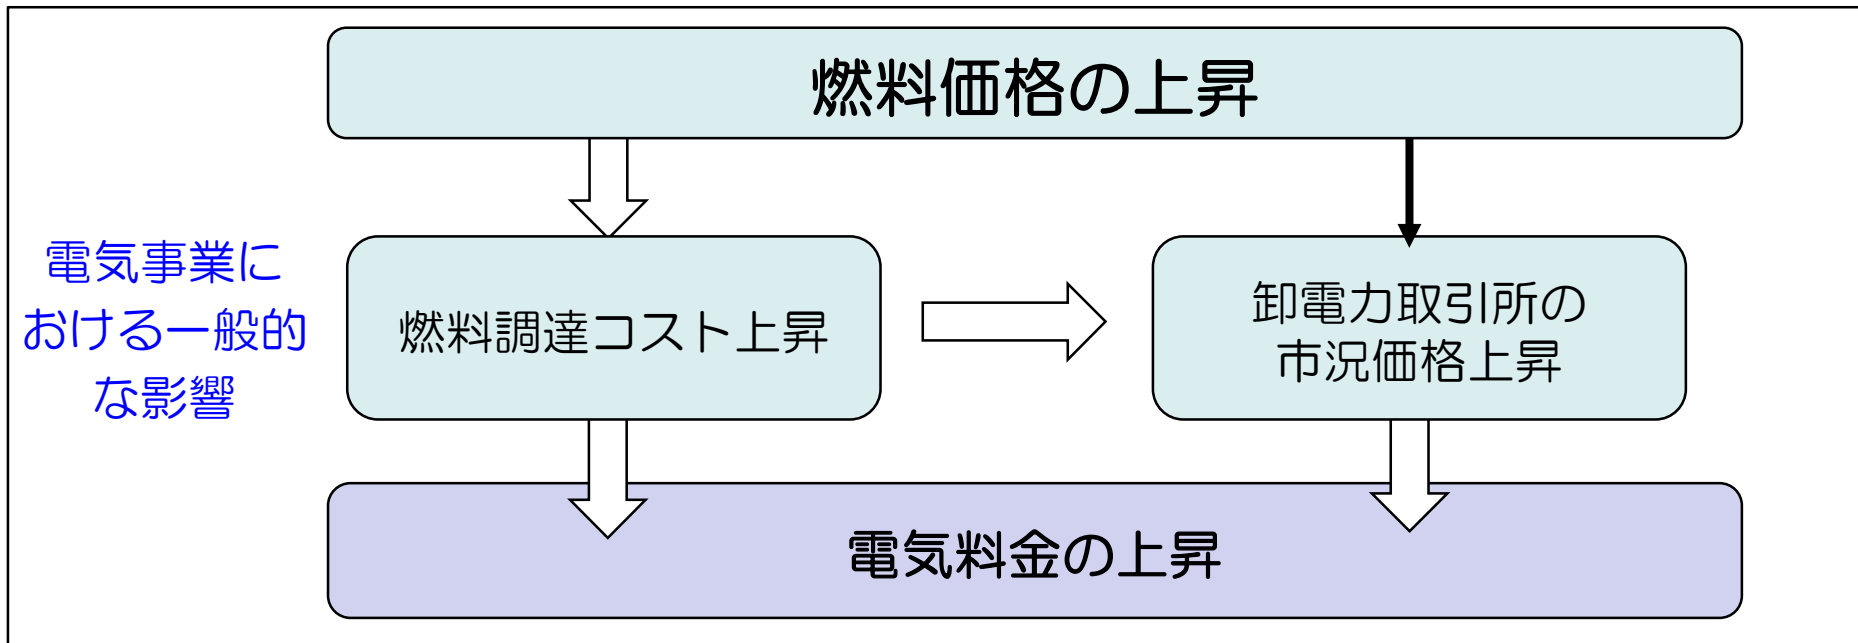 燃料価格の上昇
電気事業に
おける一般的
な影響
燃料調達コスト上昇
卸電力取引所の
市況価格上昇
電気料金の上昇